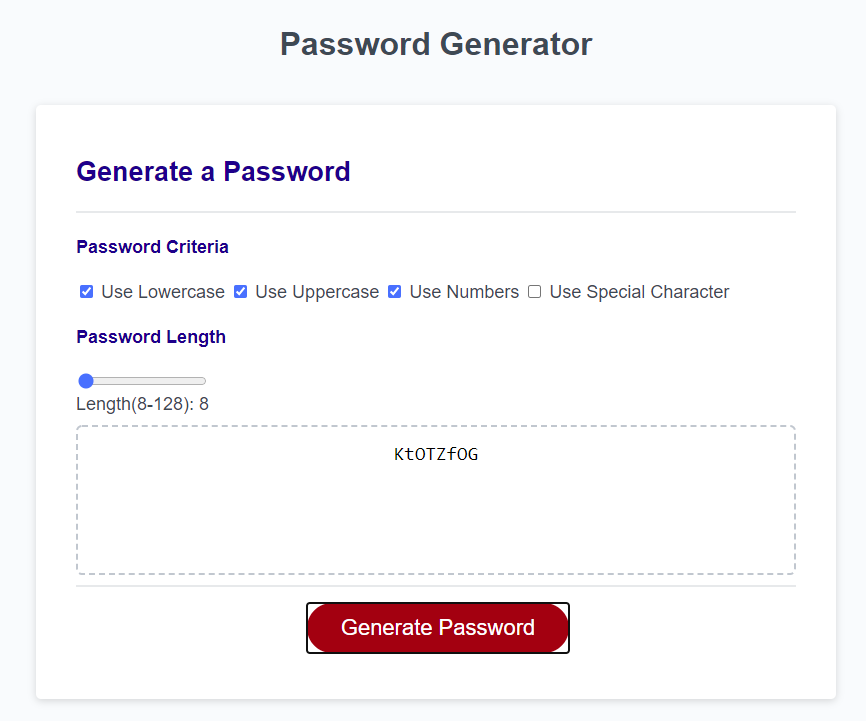 Password Generator
Generate a Password
Password Criteria
Use Lowercase Use Uppercase Use Numbers Use Special Character
Password Length
Length(8-128): 8
KtOTZfOG
Generate Password